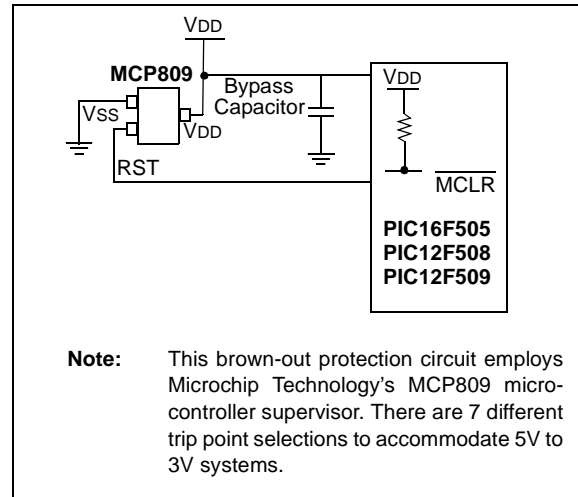 VDD
MCP809
Bypass
Capacitor
VDD
VSS
VDD
RST
MCLR
PIC16F505
PIC12F508
PIC12F509
Note: This brown-out protection circuit employs
Microchip Technology's MCP809 micro-
controller supervisor. There are 7 different
trip point selections to accommodate 5V to
3V systems.